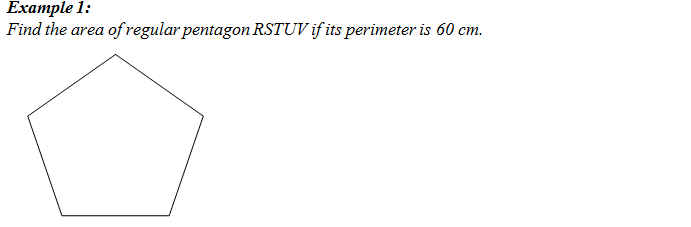 Example 1:
Find the area of regular pentagon RSTUV if its perimeter is 60 cm.